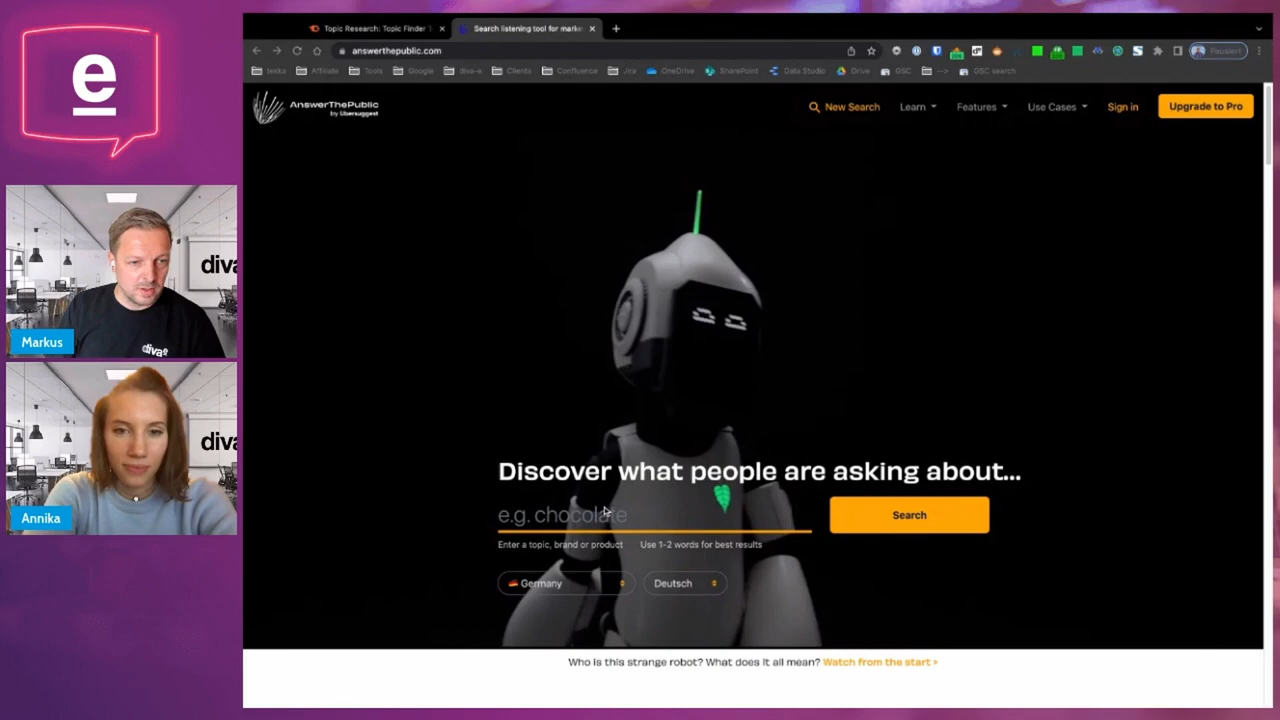 Topic Research: Topic Finder
Search listening tool for marke
answerthepublic.com
Pausiert
Affiliate
Tools
Google
diva-e
Clients
Confluence
Jira
OneDrive
SharePoint
Data Studio
Drive
GSC
-->
GSC search
e
AnswerThePublic
by Ubersuggest
New Search
Learn
Features
Use Cases
Sign in
Upgrade to Pro
diva
diva-e
Markus
diva
Annika
Discover what people are asking about...
e.g. chocolate
Search
Enter a topic, brand or product
Use 1-2 words for best results
Germany
Deutsch
Who is this strange robot? What does it all mean? Watch from the start >